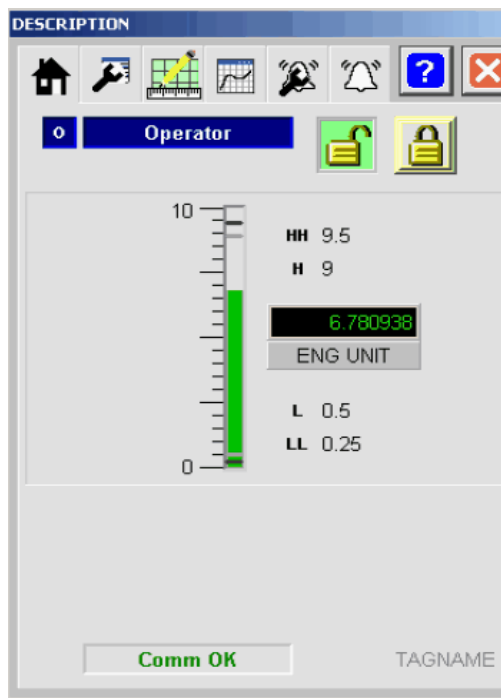 DESCRIPTION
?
O Operator
10
HH 9.5
H 9
6.780938
ENG UNIT
L 0.5
LL 0.25
0
Comm OK
TAGNAME